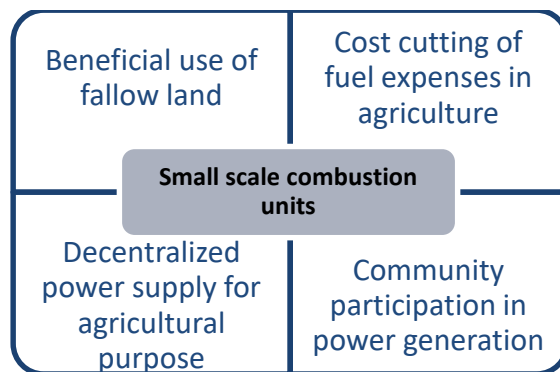 Beneficial use of
fallow land
Cost cutting of
fuel expenses in
agriculture
Small scale combustion
units
Decentralized
power supply for
agricultural
purpose
Community
participation in
power generation